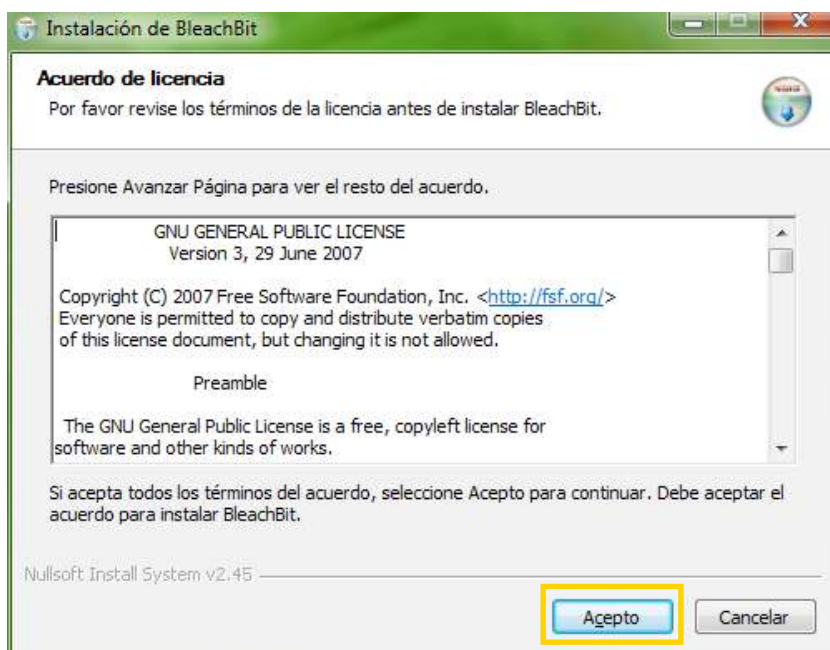 Instalación de BleachBit
Acuerdo de licencia
Por favor revise los términos de la licencia antes de instalar BleachBit.
Presione Avanzar Página para ver el resto del acuerdo.
GNU GENERAL PUBLIC LICENSE
Version 3, 29 June 2007
Copyright (C) 2007 Free Software Foundation, Inc. <http://fsf.org/>
Everyone is permitted to copy and distribute verbatim copies
of this license document, but changing it is not allowed.
Preamble
The GNU General Public License is a free, copyleft license for
software and other kinds of works.
Si acepta todos los términos del acuerdo, seleccione Acepto para continuar. Debe aceptar el
acuerdo para instalar BleachBit.
Nullsoft Install System v2.45
Acepto Cancelar